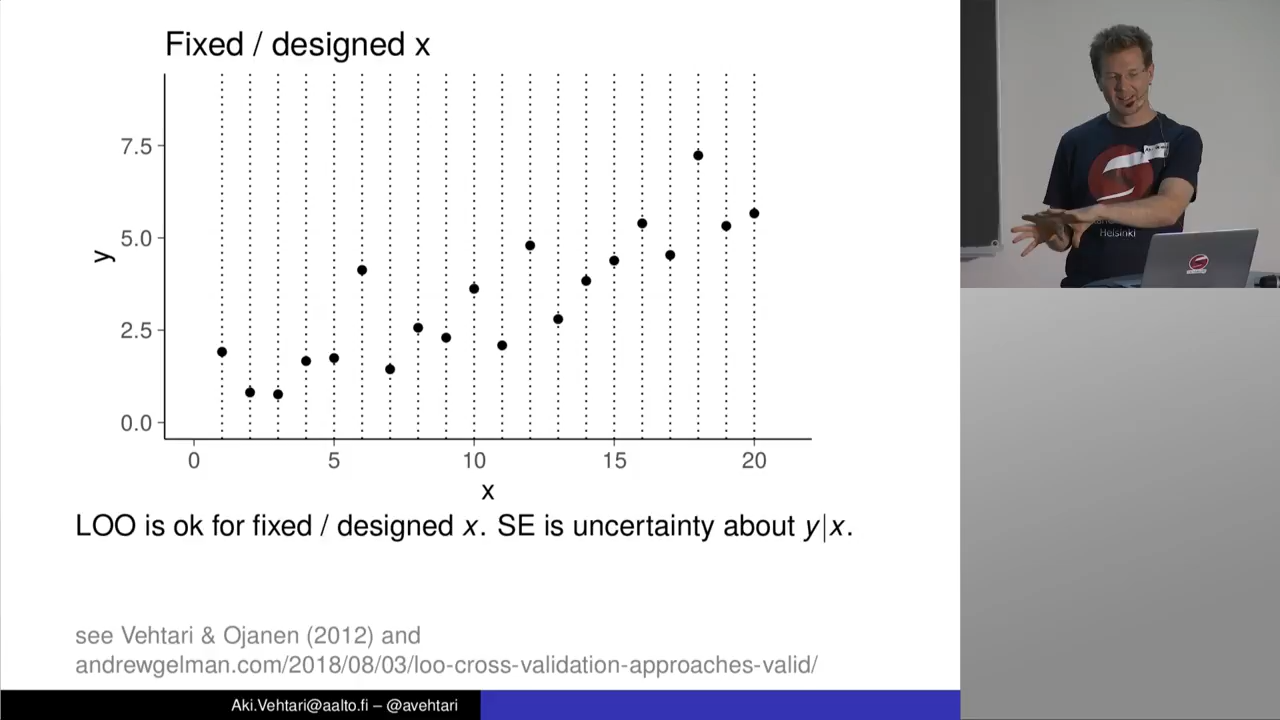 Fixed / designed x
7.5
5.0
2.5
0.0
y
0
5
10
15
20
x
LOO is ok for fixed / designed x. SE is uncertainty about y|x.
see Vehtari & Ojanen (2012) and
andrewgelman.com/2018/08/03/loo-cross-validation-approaches-valid/
Aki.Vehtari@aalto.fi – @avehtari
Helsinki